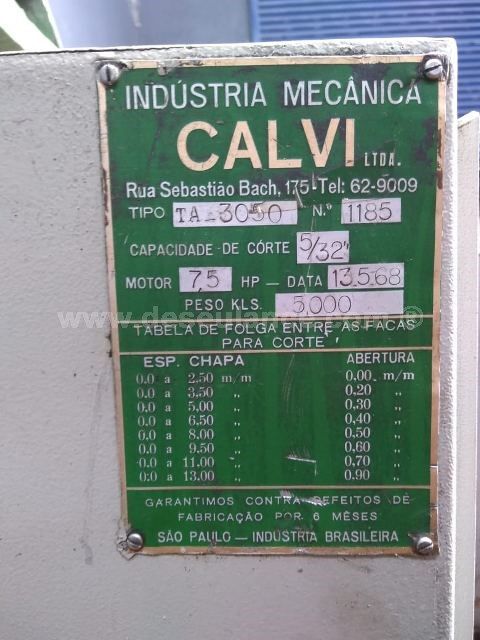 INDÚSTRIA MECÂNICA
CALVI LTDA.
Rua Sebastião Bach, 175-Tel: 62-9009
TIPO TA-3050 N.º 1185
CAPACIDADE DE CÓRTE 5/32"
MOTOR 7,5 HP - DATA 13.5.68
PESO KLS. 5,000
TABELA DE FOLGA ENTRE AS FACAS
PARA CORTE
ESP. CHAPA ABERTURA
0.0 a 2.50 m/m 0.00 m/m
0.0 a 3.50 " 0,20 "
0.0 a 5.00 " 0,30 "
0.0 a 6.50 " 0,40 "
0.0 a 8.00 " 0,50 "
0.0 a 9.50 " 0.60 "
0.0 a 11.00 " 0,70 "
0.0 a 13.00 " 0.90 "
GARANTIMOS CONTRA DEFEITOS DE
FABRICAÇÃO POR 6 MÊSES
SÃO PAULO — INDÚSTRIA BRASILEIRA